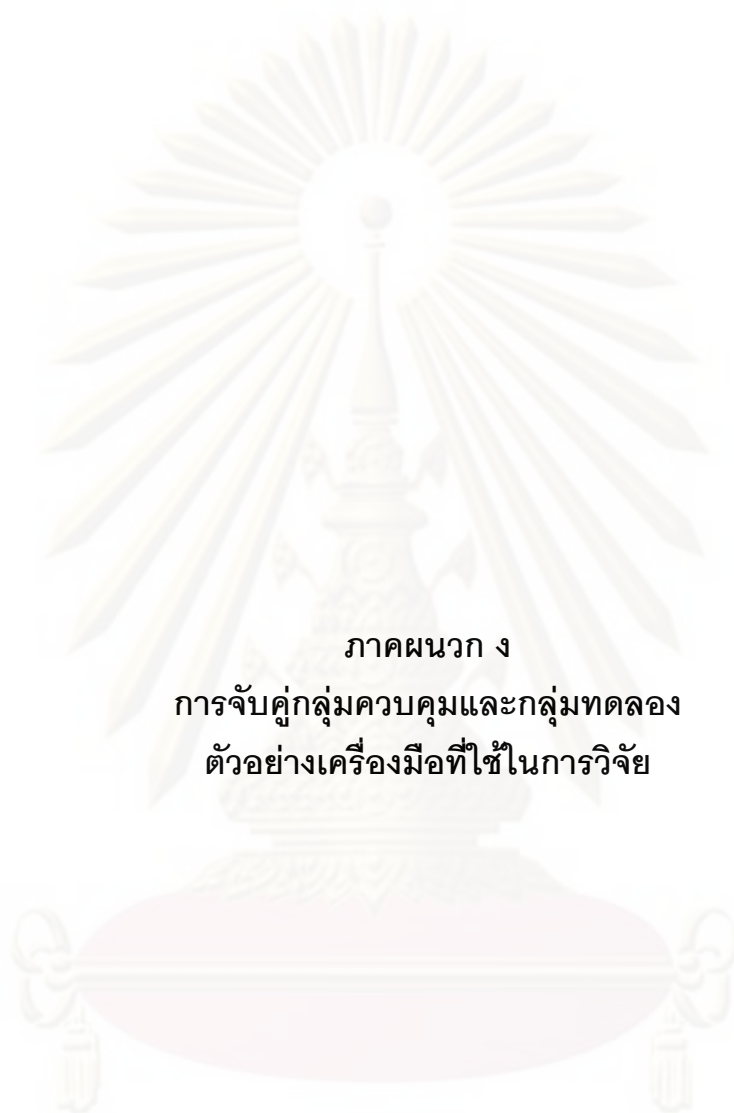 ภาคผนวก ง
การจับคู่กลุ่มควบคุมและกลุ่มทดลอง
ตัวอย่างเครื่องมือที่ใช้ในการวิจัย